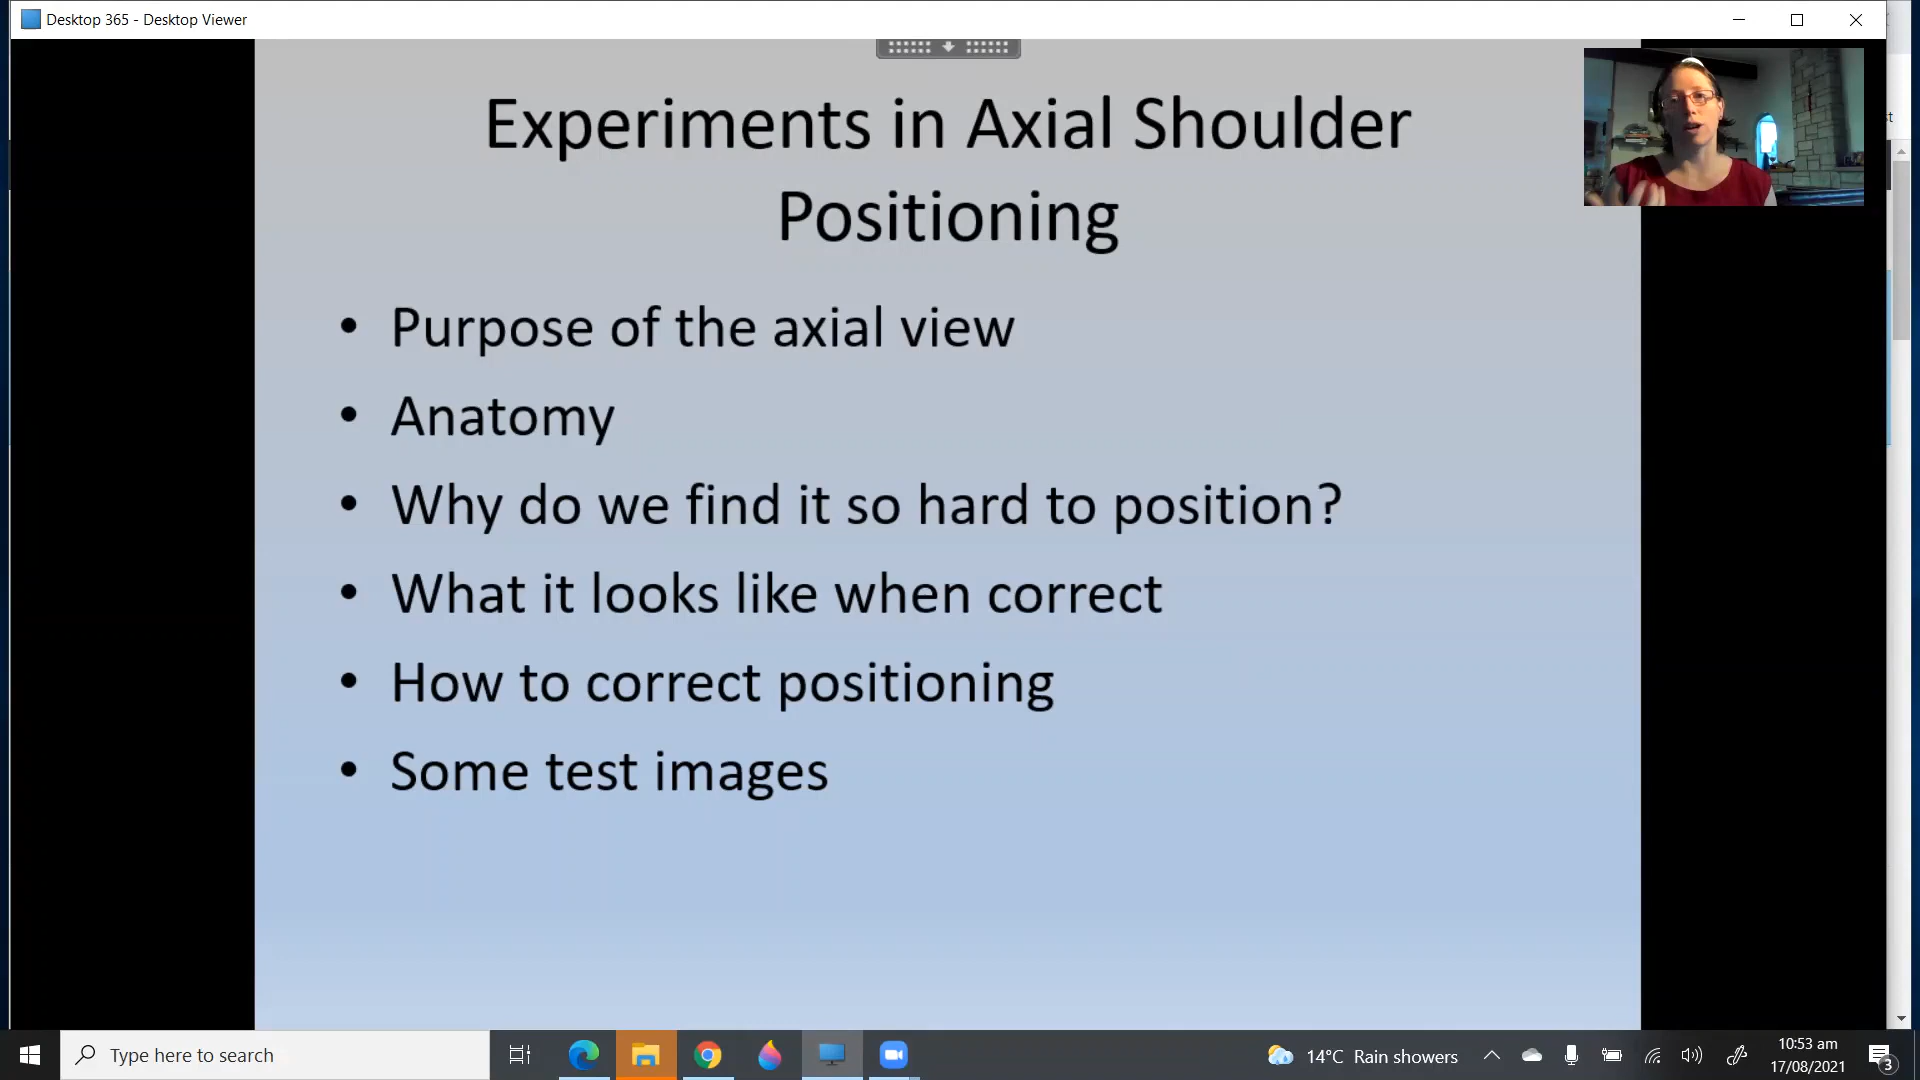 Desktop 365 - Desktop Viewer
Experiments in Axial Shoulder
Positioning
• Purpose of the axial view
• Anatomy
• Why do we find it so hard to position?
• What it looks like when correct
• How to correct positioning
• Some test images
st
Type here to search
14°C Rain showers
10:53 am
17/08/2021
3